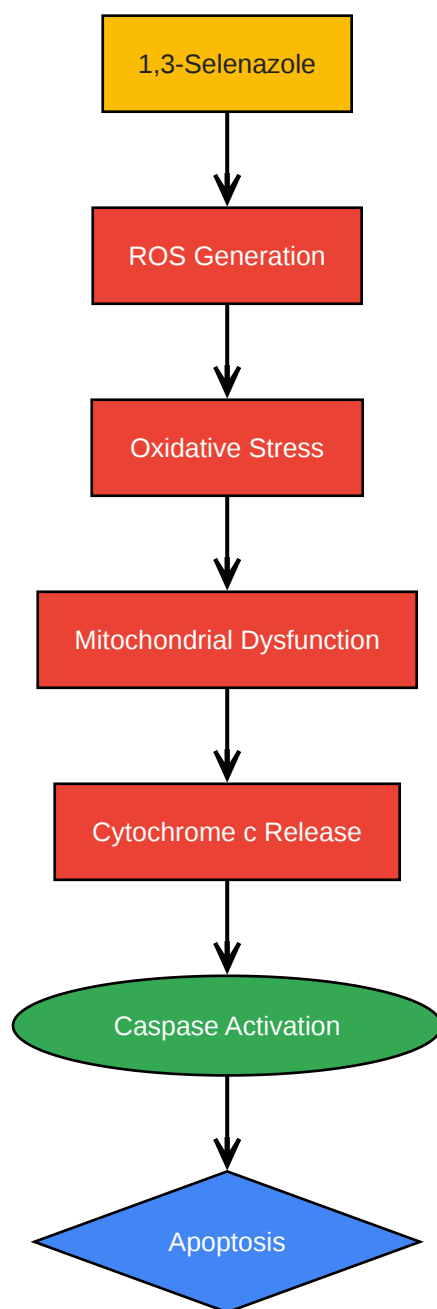 1,3-Selenazole
ROS Generation
Oxidative Stress
Mitochondrial Dysfunction
Cytochrome c Release
Caspase Activation
Apoptosis